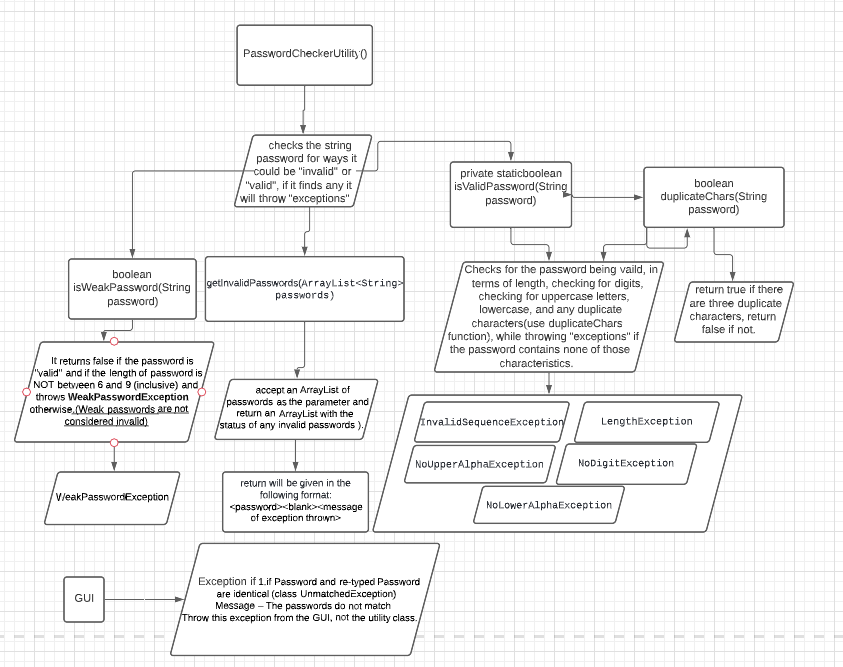 PasswordCheckerUtility()
checks the string
password for ways it
could be "invalid" or
"valid", if it finds any it
will throw "exceptions"
private staticboolean
isValidPassword(String
password)
boolean
duplicateChars(String
password)
boolean
isWeakPassword(String
password)
getInvalidPasswords(ArrayList<String>
passwords)
Checks for the password being vaild, in
terms of length, checking for digits,
checking for uppercase letters,
lowercase, and any duplicate
characters(use duplicateChars
function), while throwing "exceptions" if
the password contains none of those
characteristics.
return true if there
are three duplicate
characters, return
false if not.
It returns false if the password is
"valid" and if the length of password is
NOT between 6 and 9 (inclusive) and
throws WeakPasswordException
otherwise.(Weak passwords are not
considered invalid)
accept an ArrayList of
passwords as the parameter and
return an ArrayList with the
status of any invalid passwords ).
InvalidSequenceException
LengthException
NoUpperAlphaException
NoDigitException
NoLowerAlphaException
WeakPasswordException
return will be given in the
following format:
<password><blank><message
of exception thrown>
GUI
Exception if 1.if Password and re-typed Password
are identical (class UnmatchedException)
Message – The passwords do not match
Throw this exception from the GUI, not the utility class.